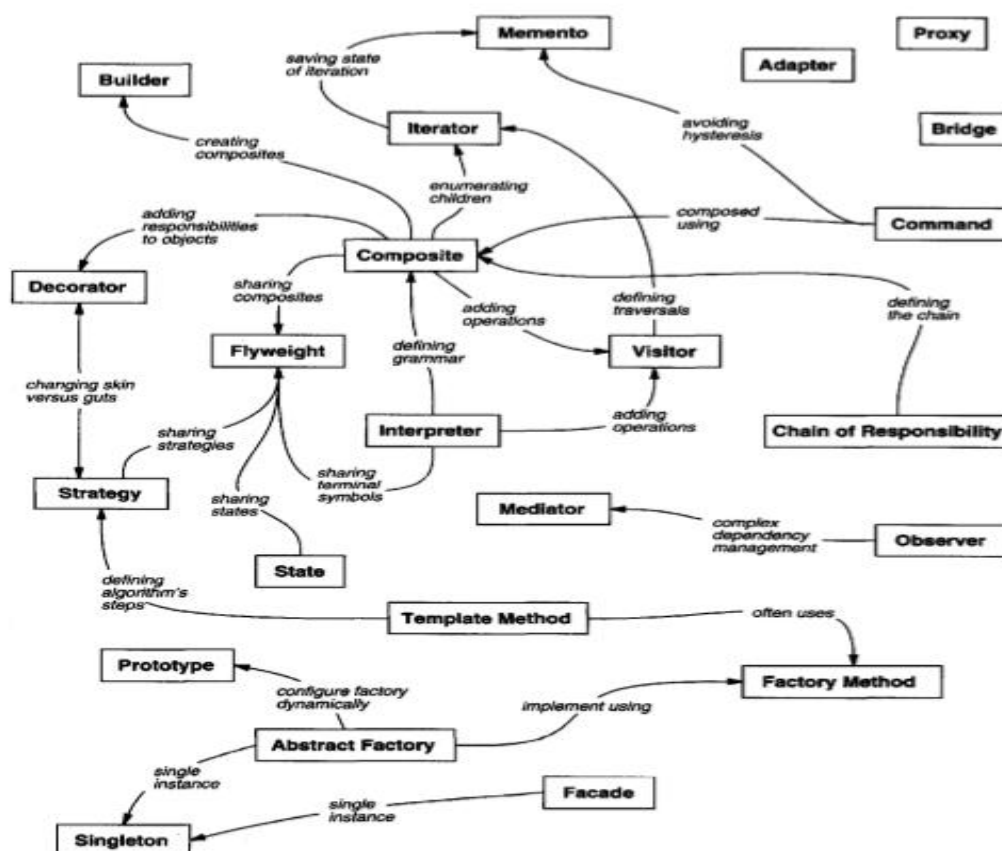 Memento
Proxy
saving state
of iteration
Adapter
Builder
Iterator
avoiding
hysteresis
Bridge
creating
composites
enumerating
children
adding
responsibilities
to objects
composed
using
Command
Composite
Decorator
sharing
composites
adding
operations
defining
traversals
defining
the chain
defining
grammar
Flyweight
Visitor
changing skin
versus guts
adding
operations
Interpreter
Chain of Responsibility
sharing
strategies
sharing
terminal
symbols
Strategy
sharing
states
Mediator
complex
dependency
management
Observer
State
defining
algorithm's
steps
Template Method
often uses
Prototype
Factory Method
configure factory
dynamically
implement using
Abstract Factory
single
instance
Facade
single
instance
Singleton